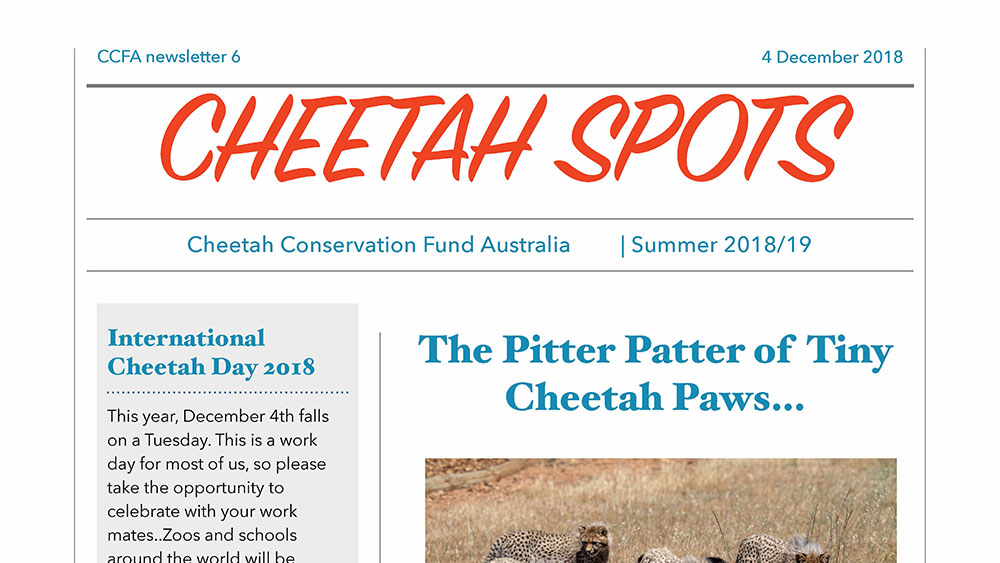 CCFA newsletter 6
4 December 2018
CHEETAH SPOTS
Cheetah Conservation Fund Australia | Summer 2018/19
International
Cheetah Day 2018
This year, December 4th falls
on a Tuesday. This is a work
day for most of us, so please
take the opportunity to
celebrate with your work
mates..Zoos and schools
around the world will be
The Pitter Patter of Tiny
Cheetah Paws...